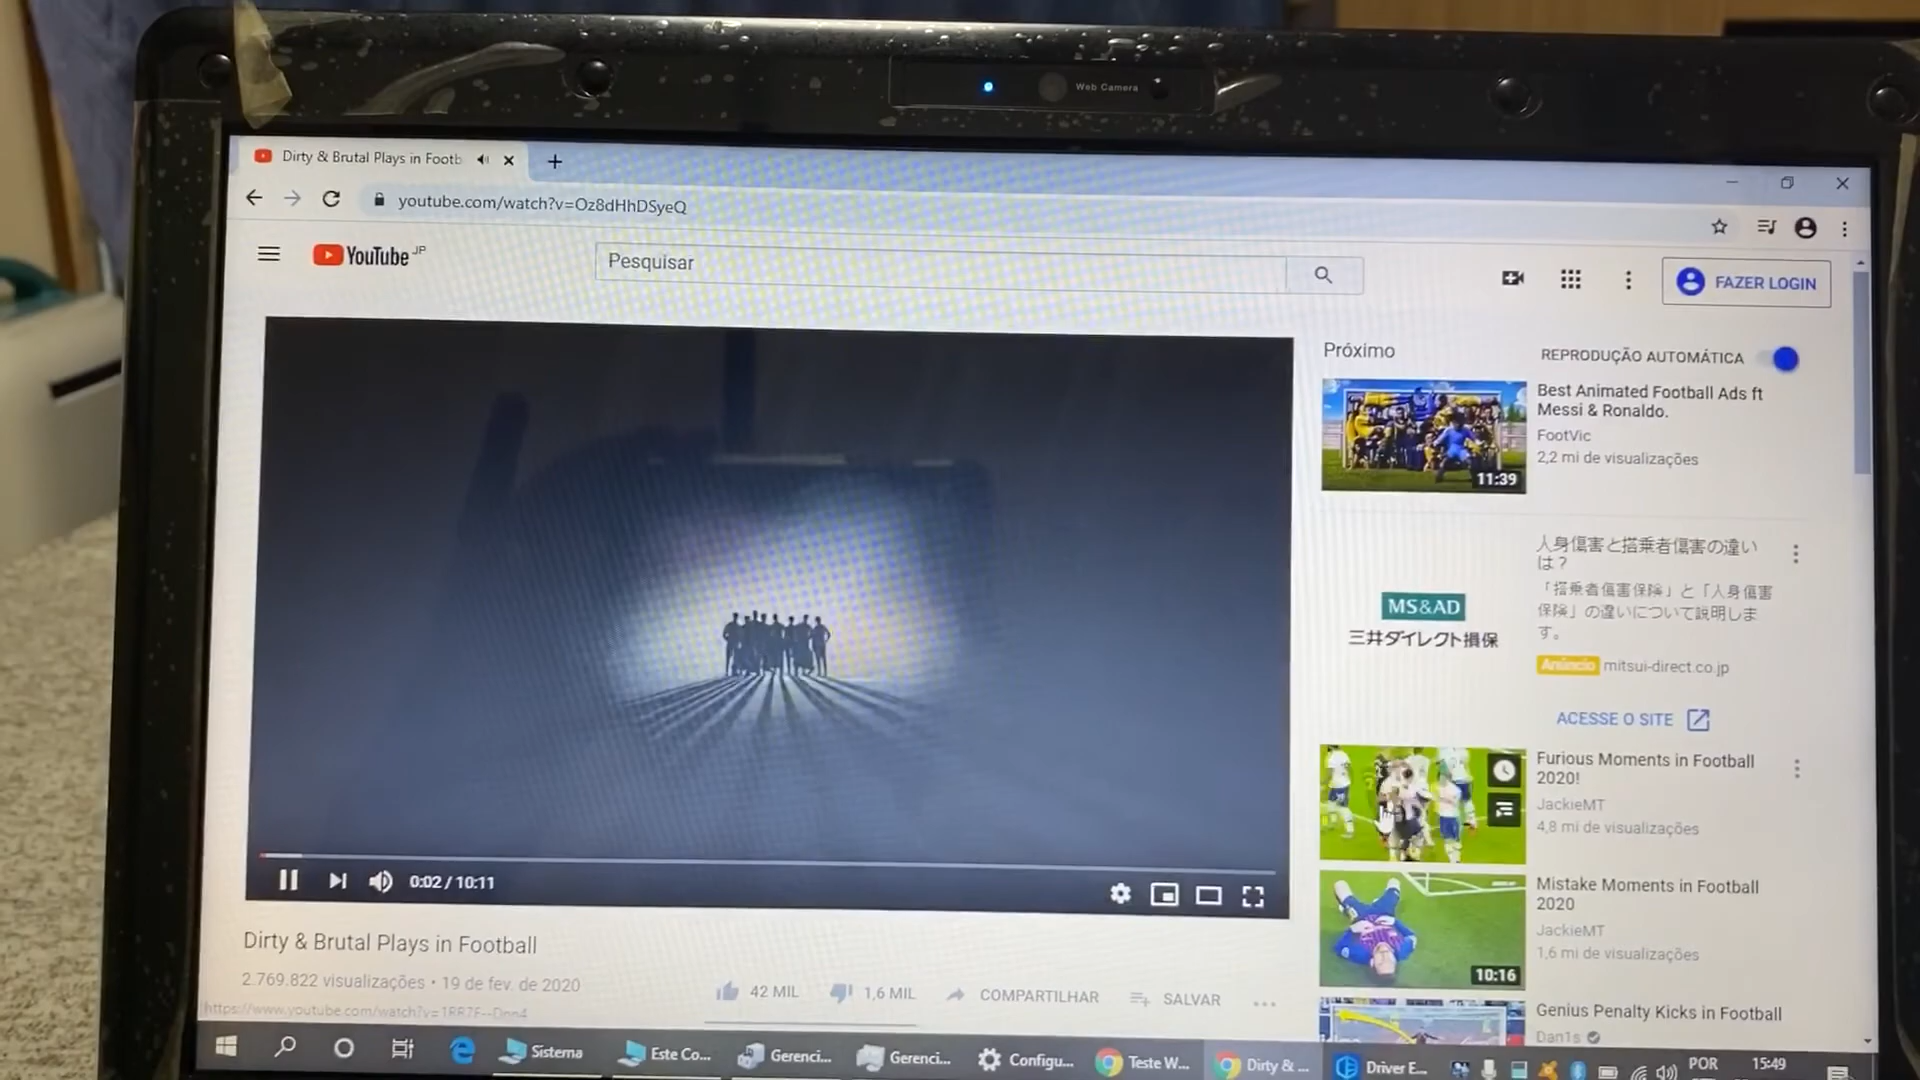 Web Camera
Dirty & Brutal Plays in Footb
youtube.com/watch?v=Oz8dHhDSyeQ
YouTube JP
Pesquisar
FAZER LOGIN
Próximo
REPRODUÇÃO AUTOMÁTICA
Best Animated Football Ads ft
Messi & Ronaldo.
FootVic
2,2 mi de visualizações
11:39
人身傷害と搭乗者傷害の違い
は？
「搭乗者傷害保険」と「人身傷害
保険」の違いについて説明しま
す。
MS&AD
三井ダイレクト損保
Anúncio mitsui-direct.co.jp
ACESSE O SITE
Furious Moments in Football
2020!
JackieMT
4,8 mi de visualizações
Mistake Moments in Football
2020
JackieMT
1,6 mi de visualizações
10:16
Genius Penalty Kicks in Football
Dan1s
0:02 / 10:11
Dirty & Brutal Plays in Football
2.769.822 visualizações • 19 de fev. de 2020
42 MIL
1,6 MIL
COMPARTILHAR
SALVAR
Sistema
Este Co...
Gerenci...
Gerenci...
Configu...
Teste W...
Dirty & ...
Driver E...
POR
15:49